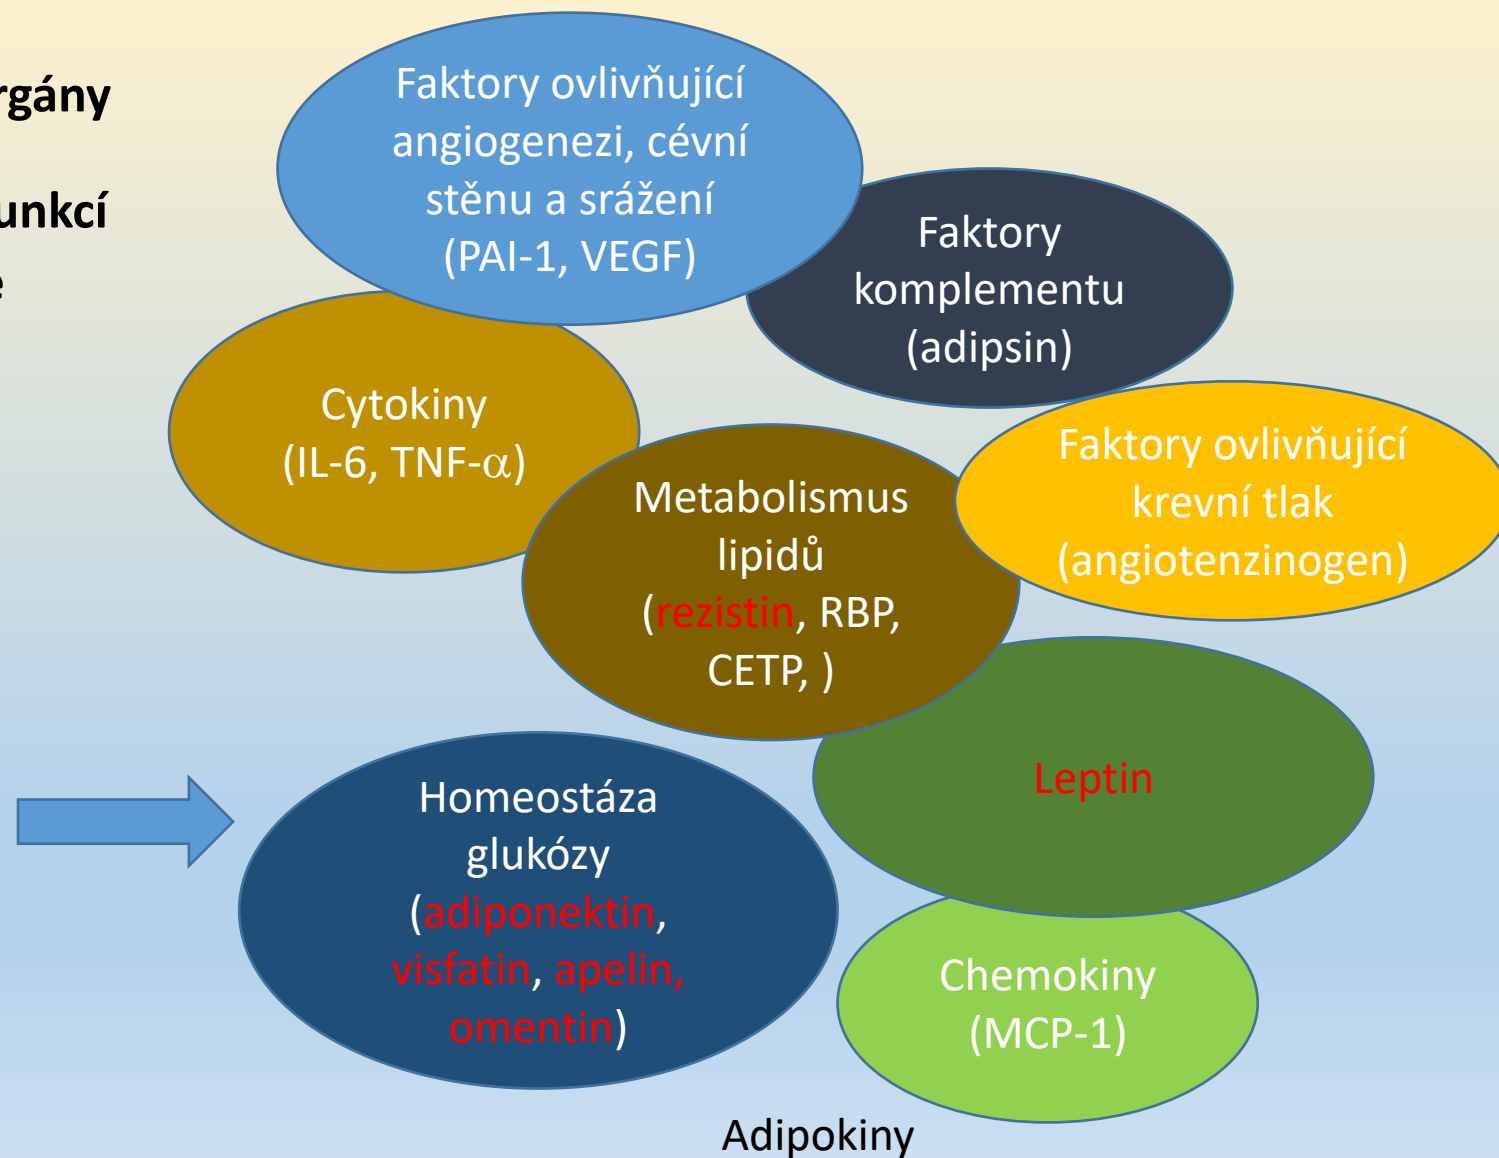 rgány
unkcí
e
Faktory ovlivňující
angiogenezi, cévní
stěnu a srážení
(PAI-1, VEGF)
Faktory
komplementu
(adipsin)
Cytokiny
(IL-6, TNF-α)
Metabolismus
lipidů
(rezistin, RBP,
CETP, )
Faktory ovlivňující
krevní tlak
(angiotenzinogen)
Leptin
Homeostáza
glukózy
(adiponektin,
visfatin, apelin,
omentin)
Chemokiny
(MCP-1)
Adipokiny